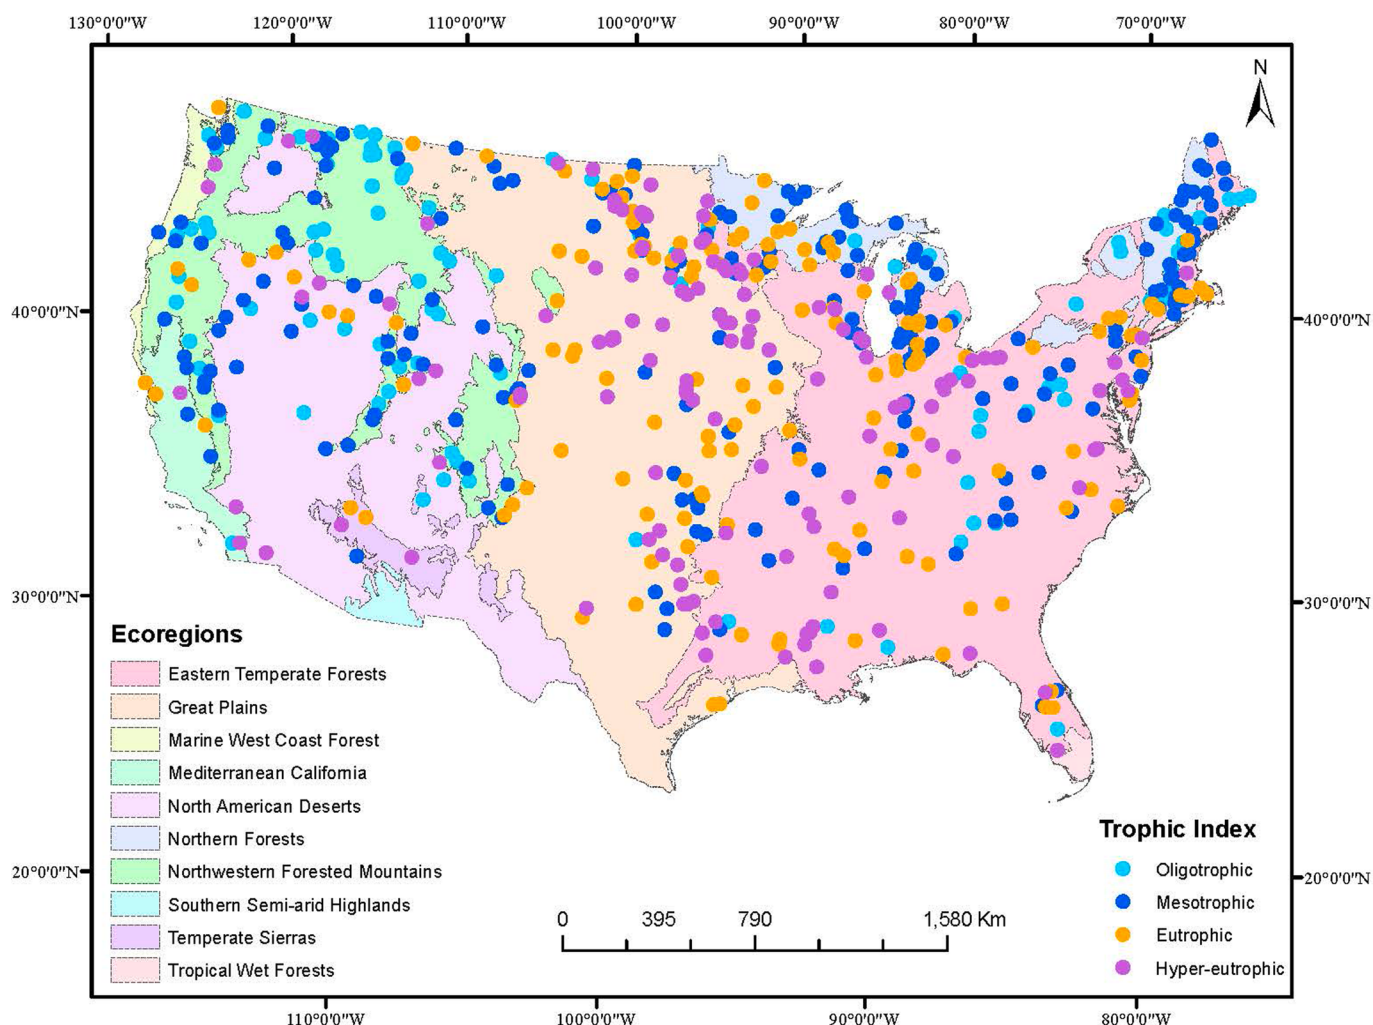 130°0'0"W 120°0'0"W 110°0'0"W 100°0'0"W 90°0'0"W 80°0'0"W 70°0'0"W
N
40°0'0"N 40°0'0"N
30°0'0"N 30°0'0"N
Ecoregions
Eastern Temperate Forests
Great Plains
Marine West Coast Forest
Mediterranean California
North American Deserts
Northern Forests
Northwestern Forested Mountains
Southern Semi-arid Highlands
Temperate Sierras
Tropical Wet Forests
20°0'0"N 20°0'0"N
0 395 790 1,580 Km
Trophic Index
Oligotrophic
Mesotrophic
Eutrophic
Hyper-eutrophic
110°0'0"W 100°0'0"W 90°0'0"W 80°0'0"W